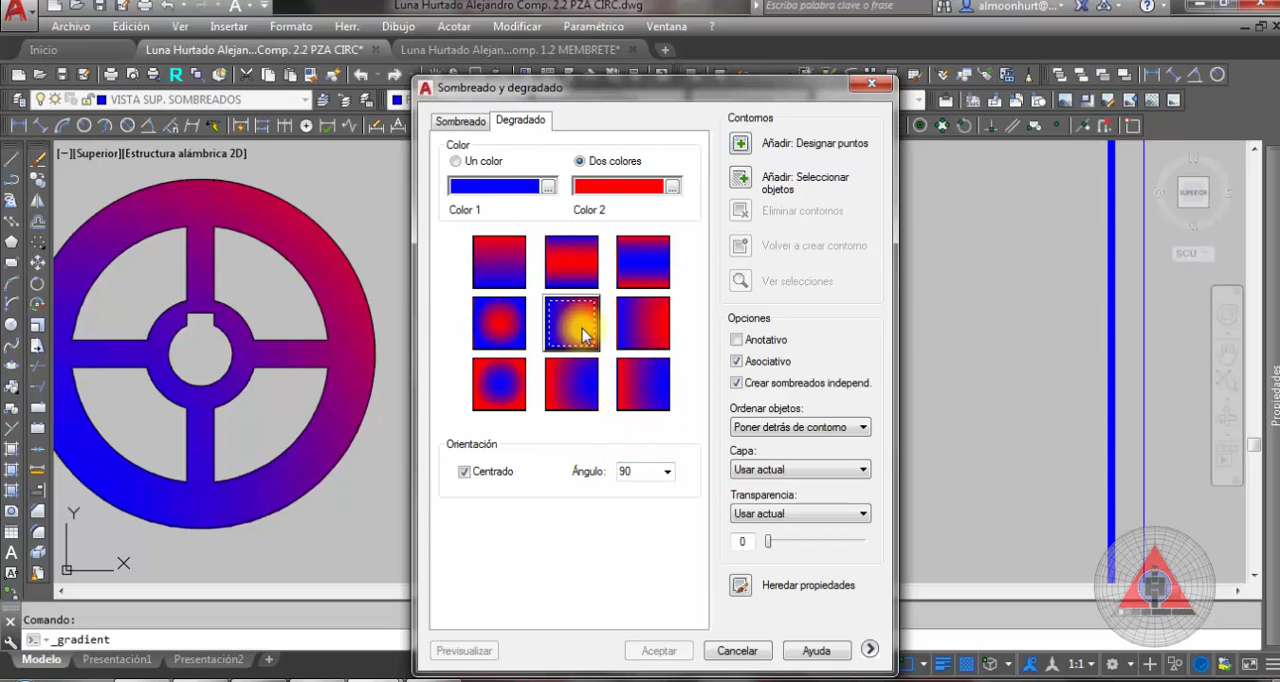 Luna Hurtado Alejandro Comp. 2.2 PZA CIRC.dwg
Escriba palabra clave o frase
almoonhurt@...
Archivo Edición Ver Insertar Formato Herr. Dibujo Acotar Modificar Paramétrico Ventana ?
Inicio
Luna Hurtado Alejan...Comp. 2.2 PZA CIRC*
Luna Hurtado Alejan...omp. 1.2 MEMBRETE*
VISTA SUP. SOMBREADOS
[−][Superior][Estructura alámbrica 2D]
Y
X
Sombreado y degradado
Sombreado
Degradado
Color
Un color
Dos colores
Color 1
Color 2
Orientación
Centrado
Ángulo:
90
Contornos
Añadir: Designar puntos
Añadir: Seleccionar
objetos
Eliminar contornos
Volver a crear contorno
Ver selecciones
Opciones
Anotativo
Asociativo
Crear sombreados independ.
Ordenar objetos:
Poner detrás de contorno
Capa:
Usar actual
Transparencia:
Usar actual
0
Heredar propiedades
Previsualizar
Aceptar
Cancelar
Ayuda
N
SUPERIOR
SCU
Propiedades
Comando:
_gradient
Modelo
Presentación1
Presentación2
1:1